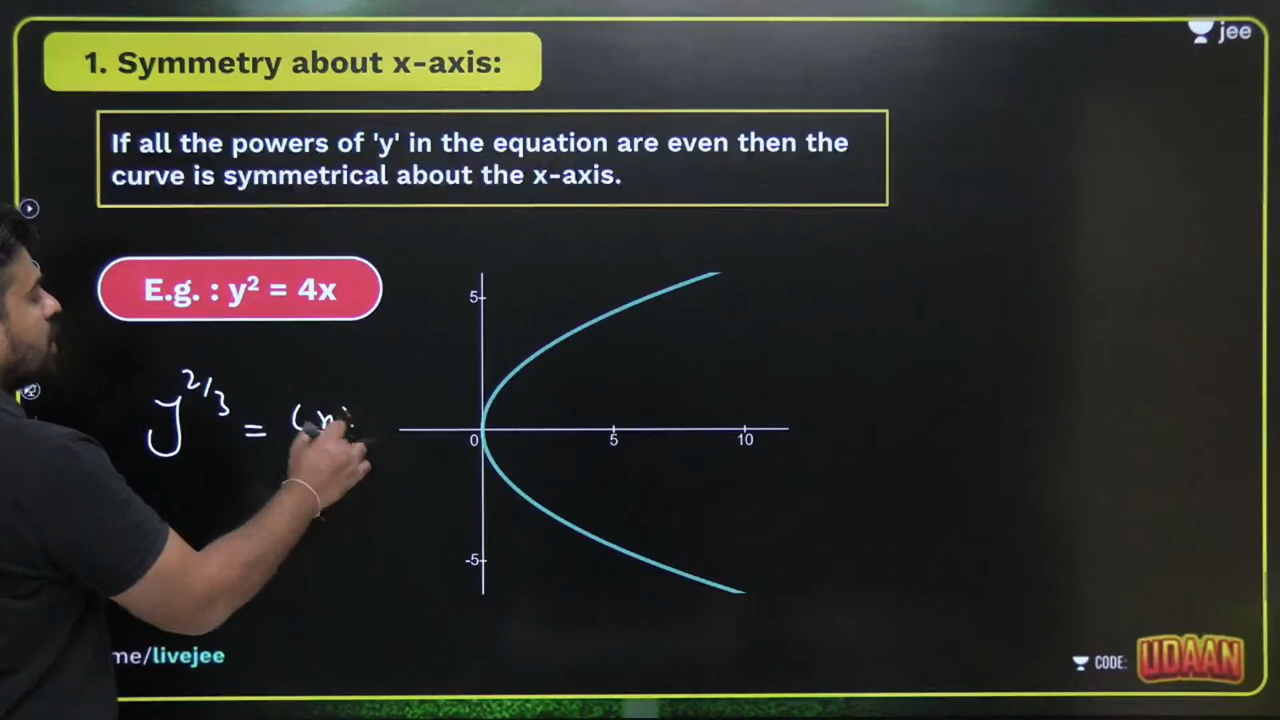 jee
1. Symmetry about x-axis:
If all the powers of 'y' in the equation are even then the
curve is symmetrical about the x-axis.
E.g. : y² = 4x
5
0 5 10
-5
y^{2/3} =
me/livejee
CODE: UDAAN